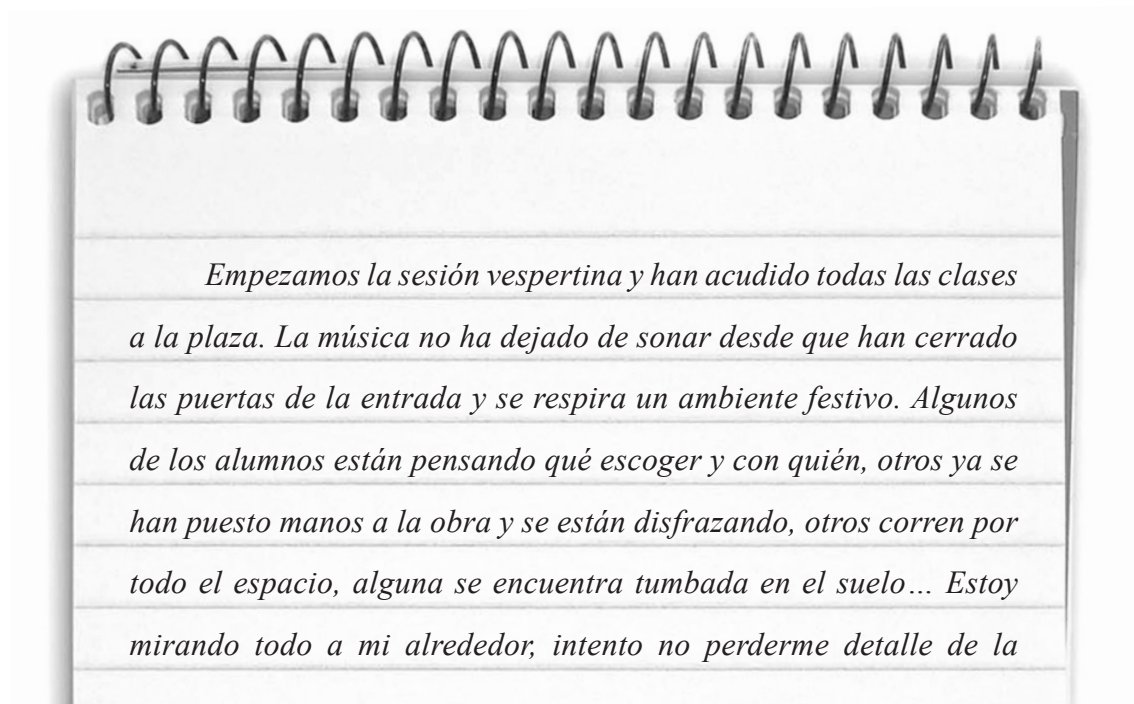 Empezamos la sesión vespertina y han acudido todas las clases
a la plaza. La música no ha dejado de sonar desde que han cerrado
las puertas de la entrada y se respira un ambiente festivo. Algunos
de los alumnos están pensando qué escoger y con quién, otros ya se
han puesto manos a la obra y se están disfrazando, otros corren por
todo el espacio, alguna se encuentra tumbada en el suelo… Estoy
mirando todo a mi alrededor, intento no perderme detalle de la